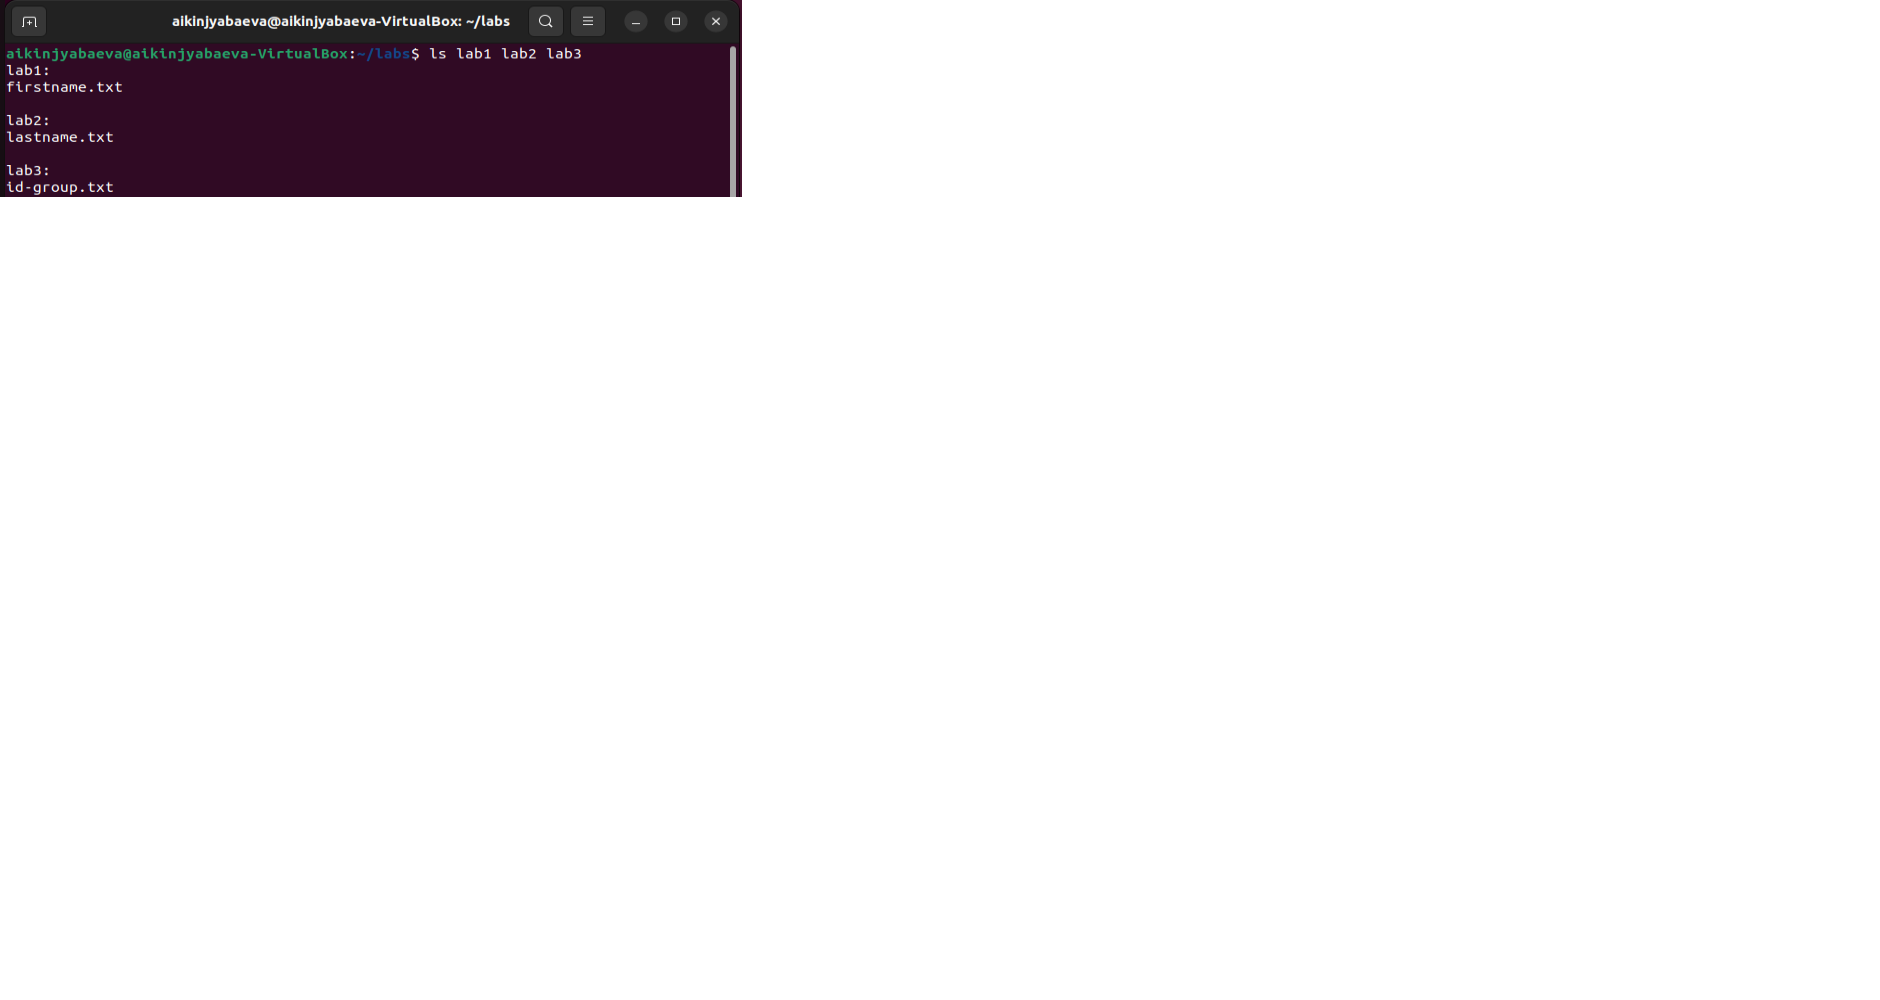 aikinjyabaeva@aikinjyabaeva-VirtualBox: ~/labs
aikinjyabaeva@aikinjyabaeva-VirtualBox:~/labs$ ls lab1 lab2 lab3
lab1:
firstname.txt
lab2:
lastname.txt
lab3:
id-group.txt